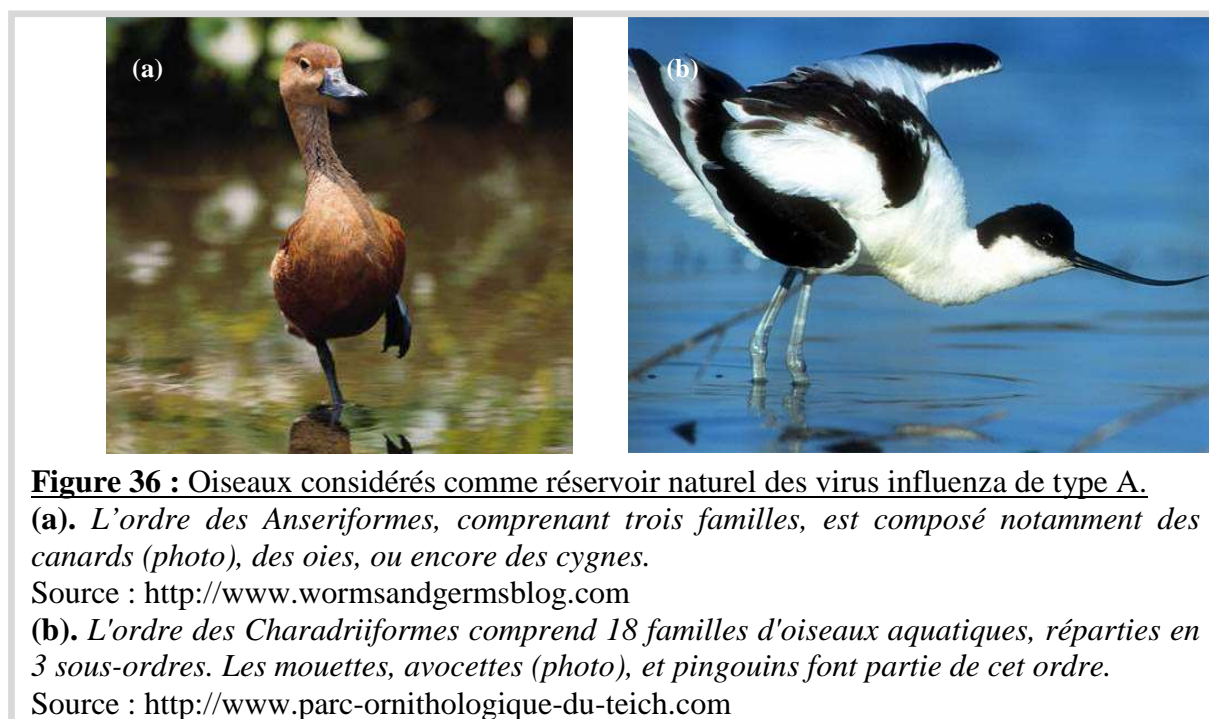 (a)
(b)
Figure 36 : Oiseaux considérés comme réservoir naturel des virus influenza de type A.
(a). L’ordre des Anseriformes, comprenant trois familles, est composé notamment des
canards (photo), des oies, ou encore des cygnes.
Source : http://www.wormsandgermsblog.com
(b). L'ordre des Charadriiformes comprend 18 familles d'oiseaux aquatiques, réparties en
3 sous-ordres. Les mouettes, avocettes (photo), et pingouins font partie de cet ordre.
Source : http://www.parc-ornithologique-du-teich.com